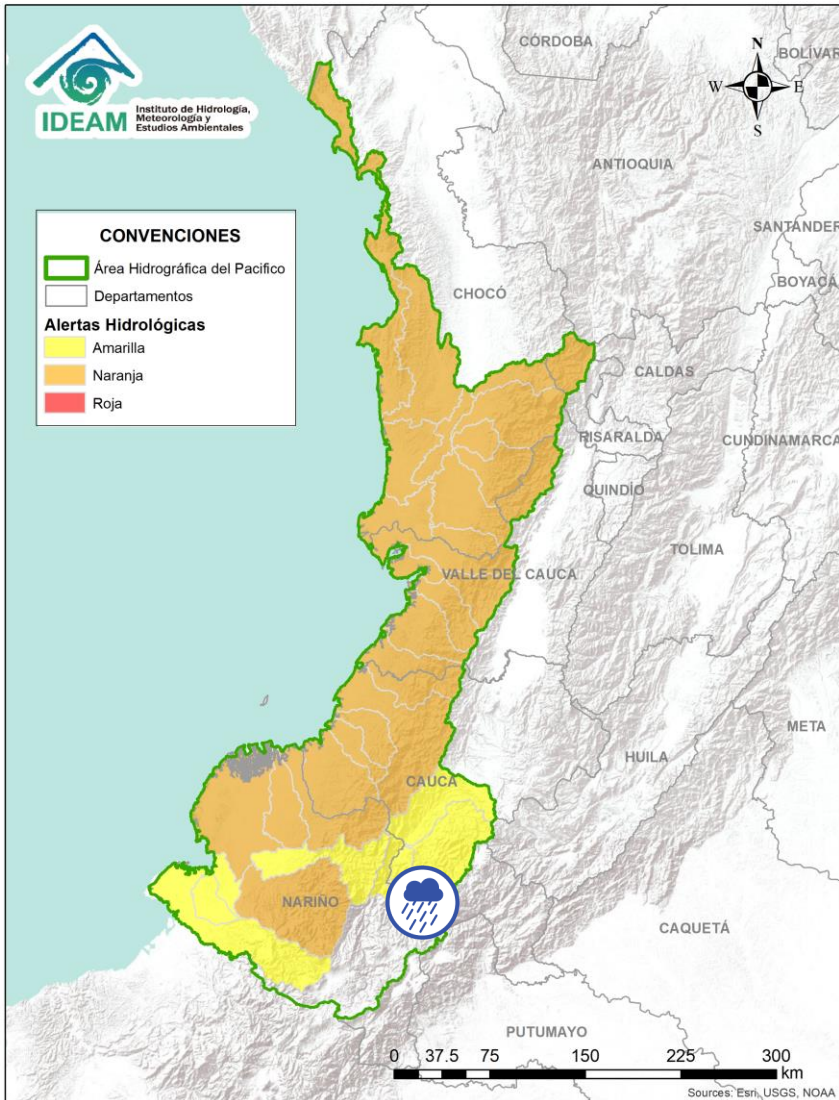 IDEAM
Instituto de Hidrología,
Meteorología y
Estudios Ambientales
N
W
E
S
CÓRDOBA
BOLÍVAR
ANTIOQUIA
SANTANDER
BOYACÁ
CHOCÓ
CALDAS
RISARALDA
CUNDINAMARCA
QUINDÍO
TOLIMA
VALLE DEL CAUCA
META
HUILA
CAUCA
NARIÑO
CAQUETÁ
PUTUMAYO
CONVENCIONES
Área Hidrográfica del Pacifico
Departamentos
Alertas Hidrológicas
Amarilla
Naranja
Roja
0 37.5 75 150 225 300
km
Sources: Esri, USGS, NOAA